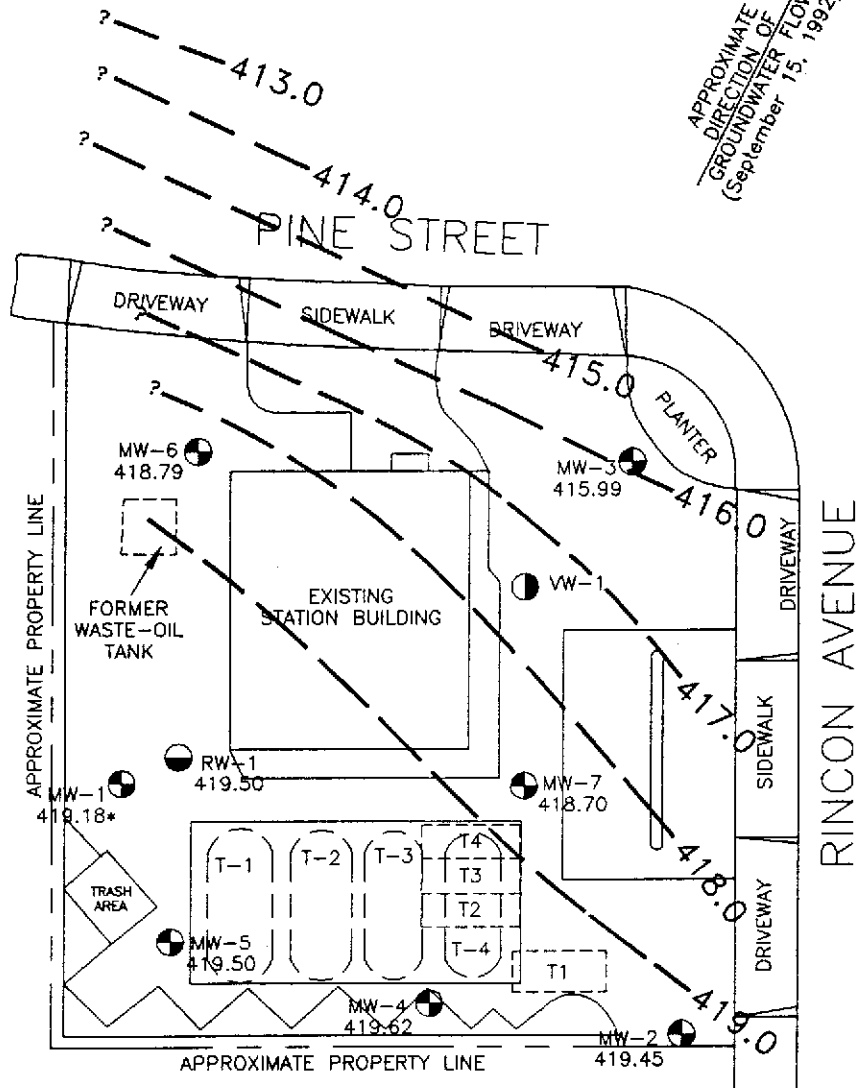 APPROXIMATE
DIRECTION OF
GROUNDWATER FLOW
(September 15, 1992
?
413.0
?
414.0
?
?
PINE STREET
DRIVEWAY
SIDEWALK
DRIVEWAY
?
415.0
PLANTER
?
MW-6
418.79
MW-3
415.99
416.0
APPROXIMATE PROPERTY LINE
DRIVEWAY
RINCON AVENUE
FORMER
WASTE-OIL
TANK
EXISTING
STATION BUILDING
VW-1
417.0
SIDEWALK
RW-1
419.50
MW-1
419.18*
MW-7
418.70
T-1
T-2
T-3
T4
T3
T2
T-4
418.0
TRASH
AREA
DRIVEWAY
MW-5
419.50
T1
MW-4
419.62
419.0
MW-2
419.45
APPROXIMATE PROPERTY LINE